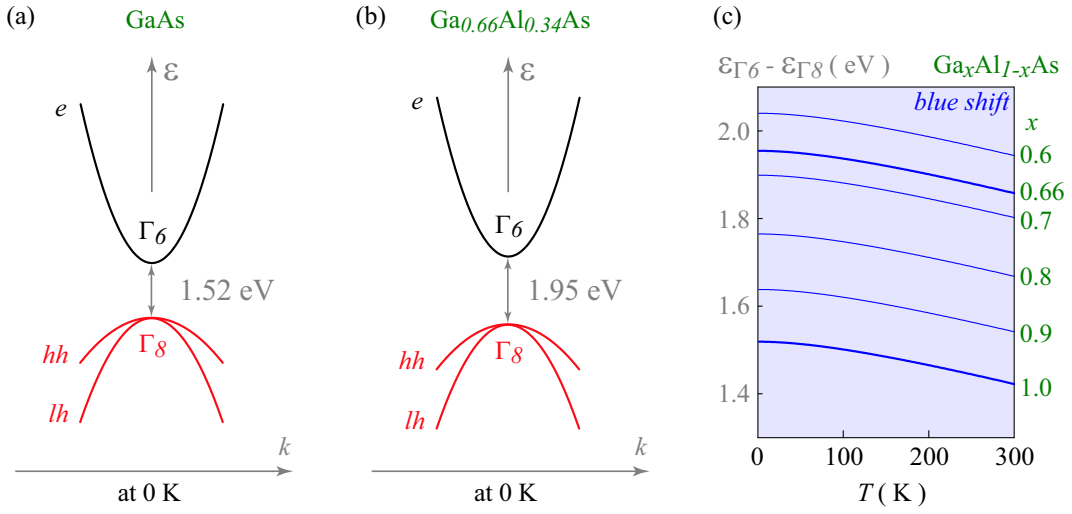 (a)
GaAs
ε
e
Γ6
1.52 eV
Γ8
hh
lh
k
at 0 K
(b)
Ga0.66Al0.34As
ε
e
Γ6
1.95 eV
Γ8
hh
lh
k
at 0 K
(c)
εΓ6 - εΓ8 ( eV )
GaxAl1-xAs
blue shift
x
2.0
1.8
1.6
1.4
0.6
0.66
0.7
0.8
0.9
1.0
0 100 200 300
T ( K )